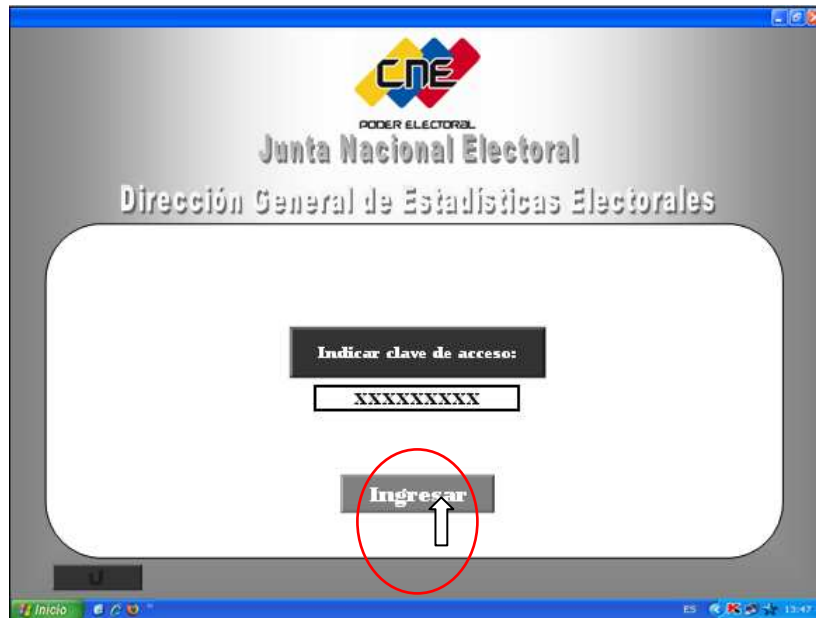 CNE
PODER ELECTORAL
Junta Nacional Electoral
Dirección General de Estadísticas Electorales
Indicar clave de acceso:
XXXXXXXXX
Ingresar
Inicio
ES
13:47